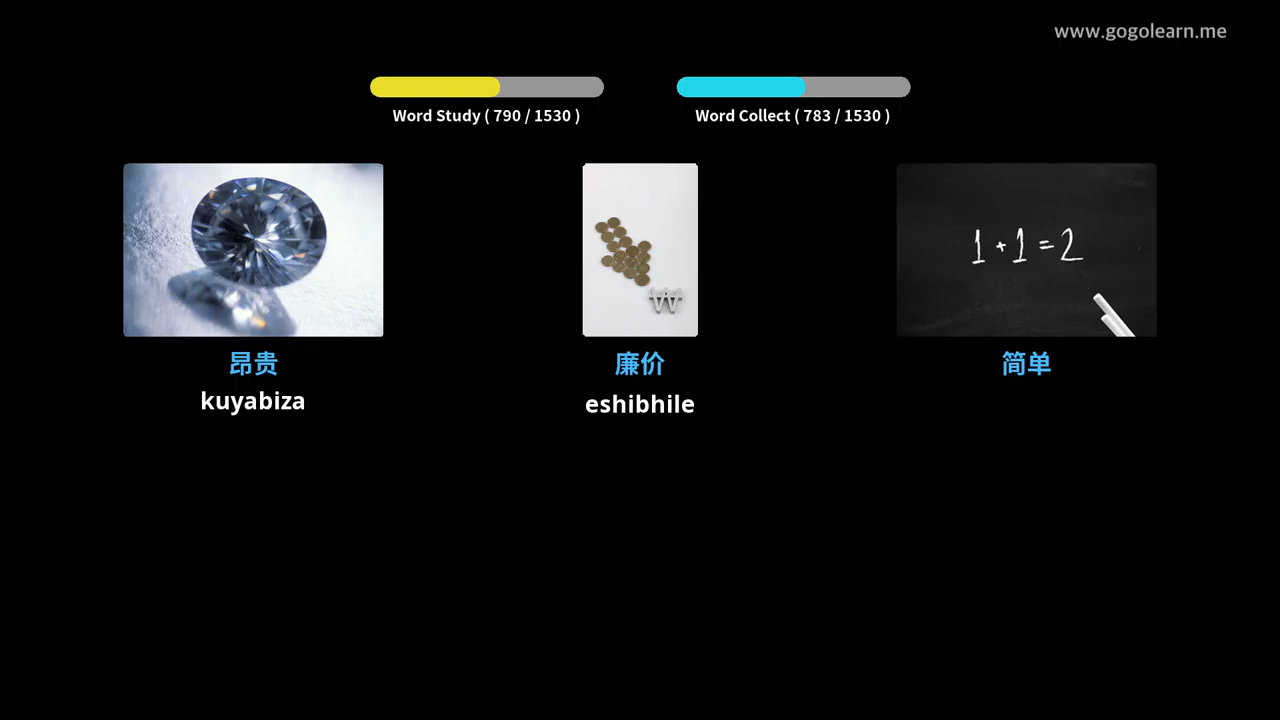 www.gogolearn.me
Word Study ( 790 / 1530 )
Word Collect ( 783 / 1530 )
₩
1 + 1 = 2
昂贵
廉价
简单
kuyabiza
eshibhile